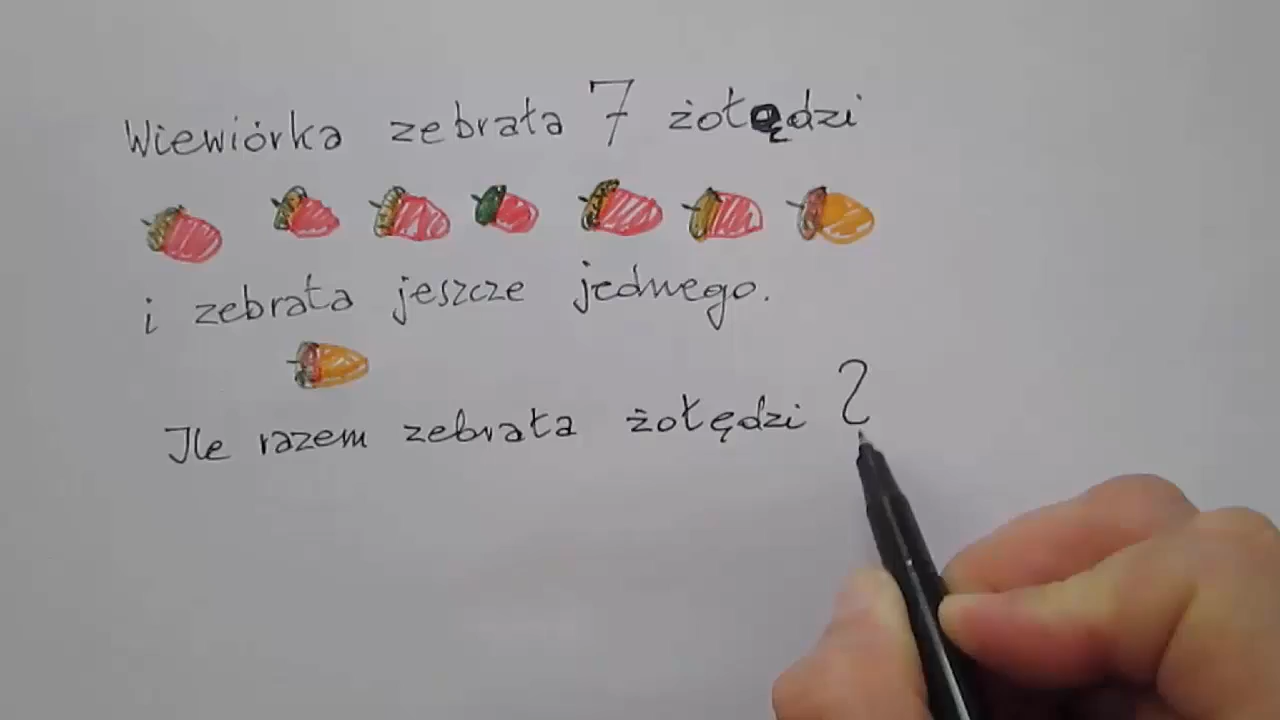 Wiewiórka zebrała 7 żołędzi
i zebrała jeszcze jednego.
Ile razem zebrała żołędzi ?